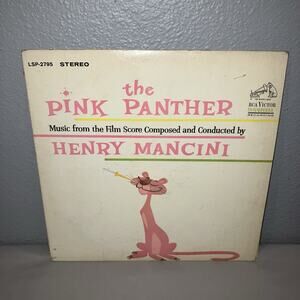 LSP-2795 STEREO
the
PINK PANTHER
RCA VICTOR
Music from the Film Score Composed and Conducted by
HENRY MANCINI